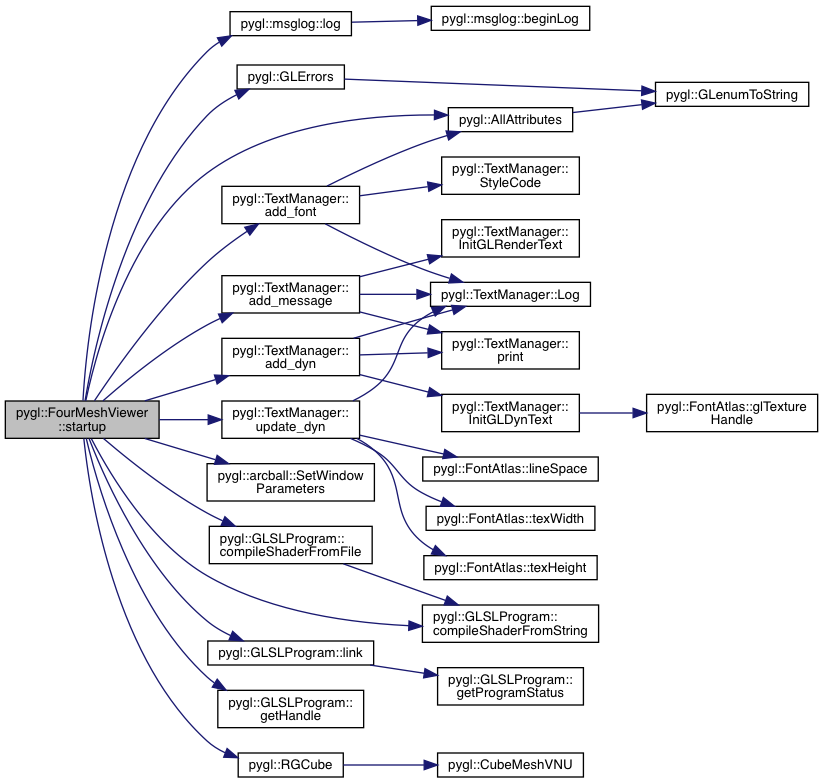 pygl::msglog::log
pygl::msglog::beginLog
pygl::GLErrors
pygl::GLenumToString
pygl::AllAttributes
pygl::TextManager::
StyleCode
pygl::TextManager::
add_font
pygl::TextManager::
InitGLRenderText
pygl::TextManager::
add_message
pygl::TextManager::Log
pygl::TextManager::
print
pygl::TextManager::
add_dyn
pygl::FourMeshViewer
::startup
pygl::TextManager::
update_dyn
pygl::TextManager::
InitGLDynText
pygl::FontAtlas::glTexture
Handle
pygl::arcball::SetWindow
Parameters
pygl::FontAtlas::lineSpace
pygl::FontAtlas::texWidth
pygl::GLSLProgram::
compileShaderFromFile
pygl::FontAtlas::texHeight
pygl::GLSLProgram::
compileShaderFromString
pygl::GLSLProgram::link
pygl::GLSLProgram::
getProgramStatus
pygl::GLSLProgram::
getHandle
pygl::RGCube
pygl::CubeMeshVNU